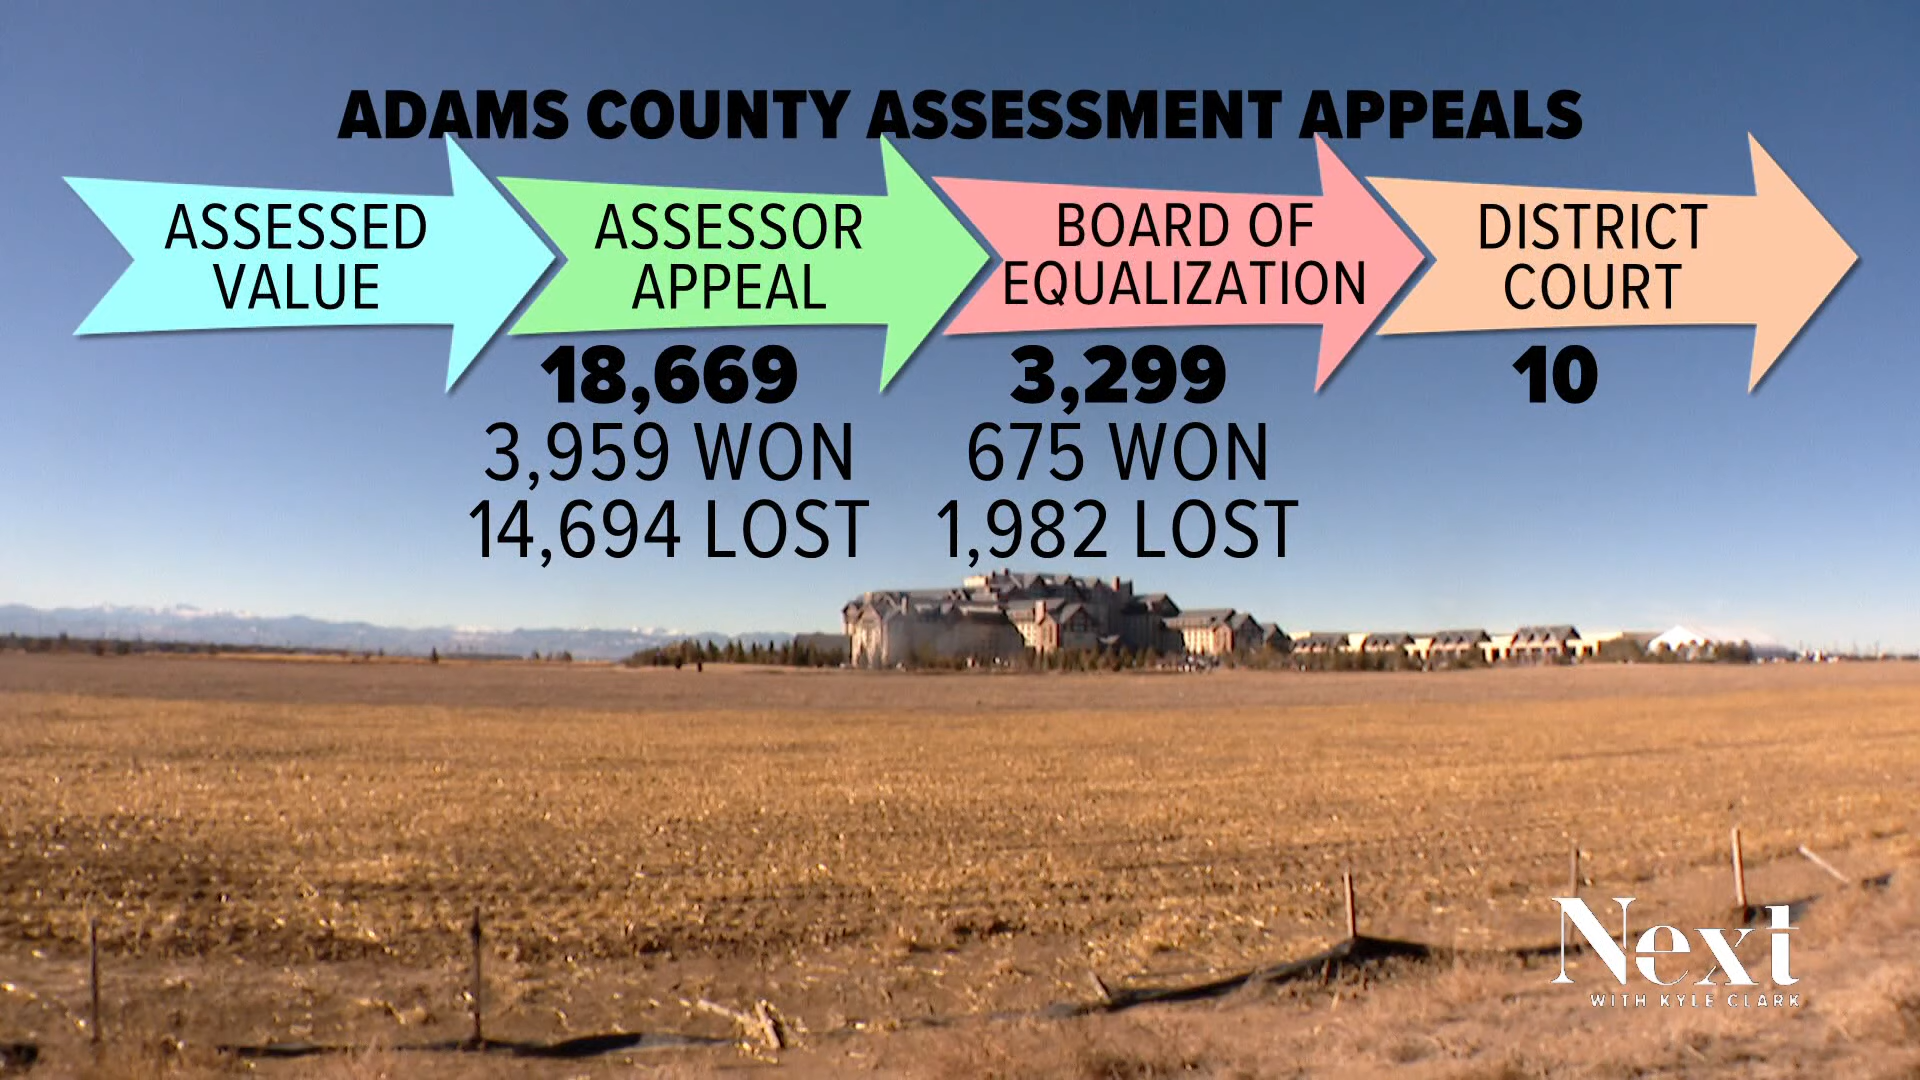 ADAMS COUNTY ASSESSMENT APPEALS
ASSESSED
VALUE
ASSESSOR
APPEAL
BOARD OF
EQUALIZATION
DISTRICT
COURT
18,669
3,959 WON
14,694 LOST
3,299
675 WON
1,982 LOST
10
Next
WITH KYLE CLARK